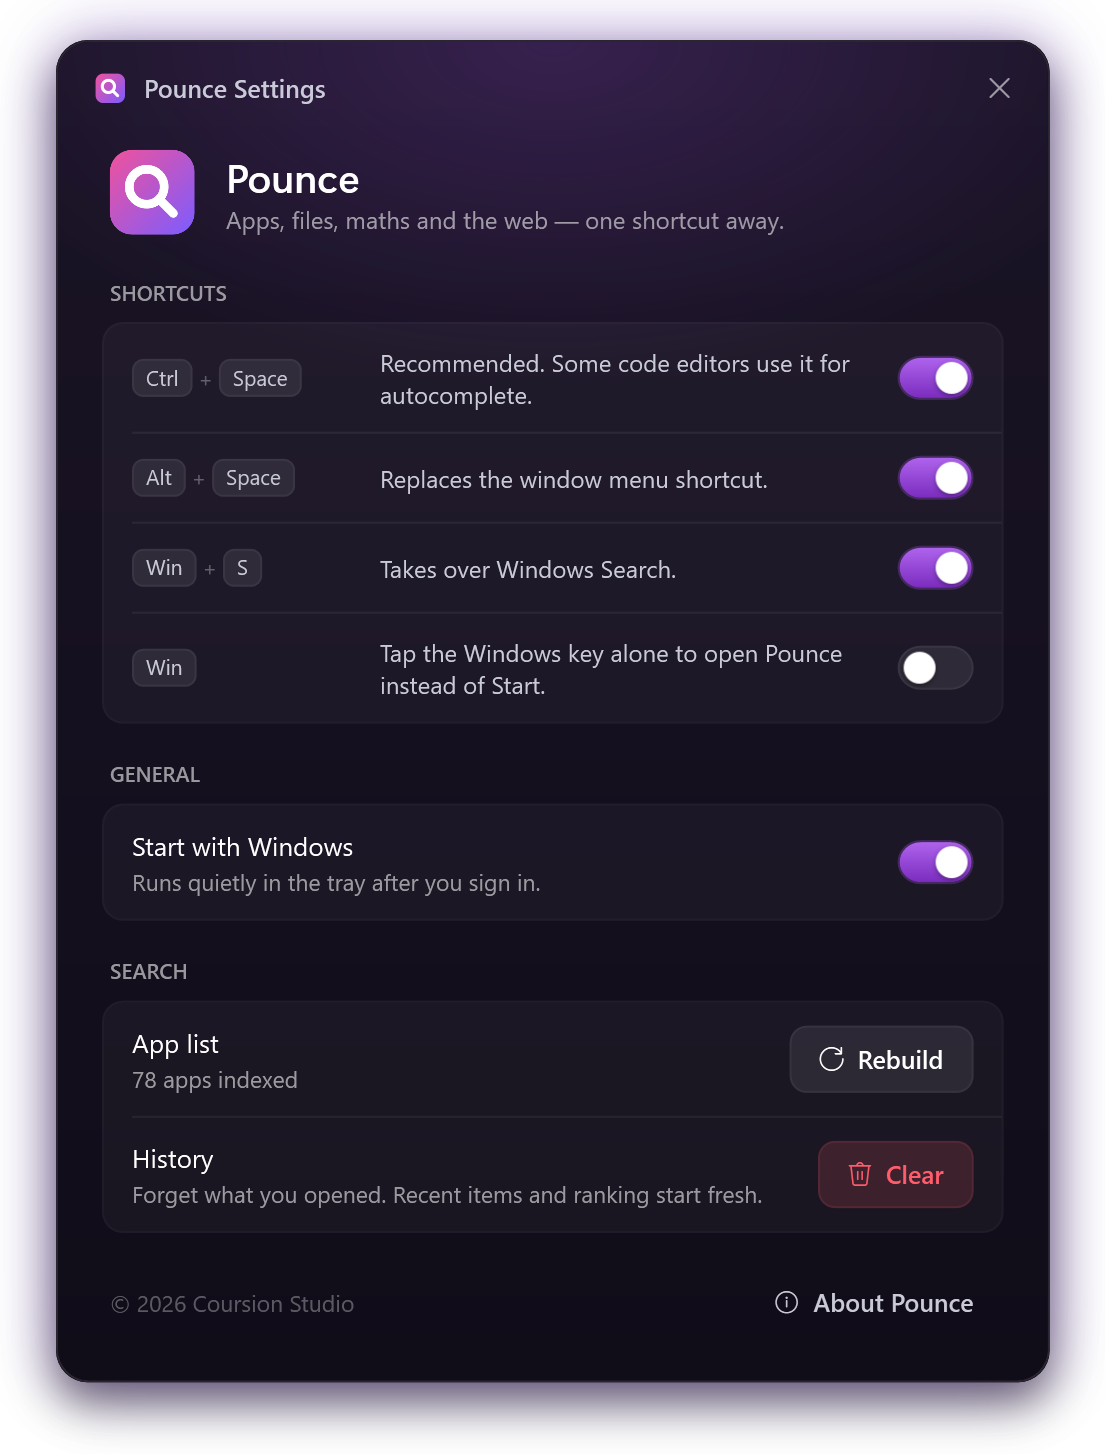 Pounce Settings
Pounce
Apps, files, maths and the web — one shortcut away.
SHORTCUTS
Ctrl + Space
Recommended. Some code editors use it for
autocomplete.
Alt + Space
Replaces the window menu shortcut.
Win + S
Takes over Windows Search.
Win
Tap the Windows key alone to open Pounce
instead of Start.
GENERAL
Start with Windows
Runs quietly in the tray after you sign in.
SEARCH
App list
78 apps indexed
Rebuild
History
Forget what you opened. Recent items and ranking start fresh.
Clear
© 2026 Coursion Studio
About Pounce